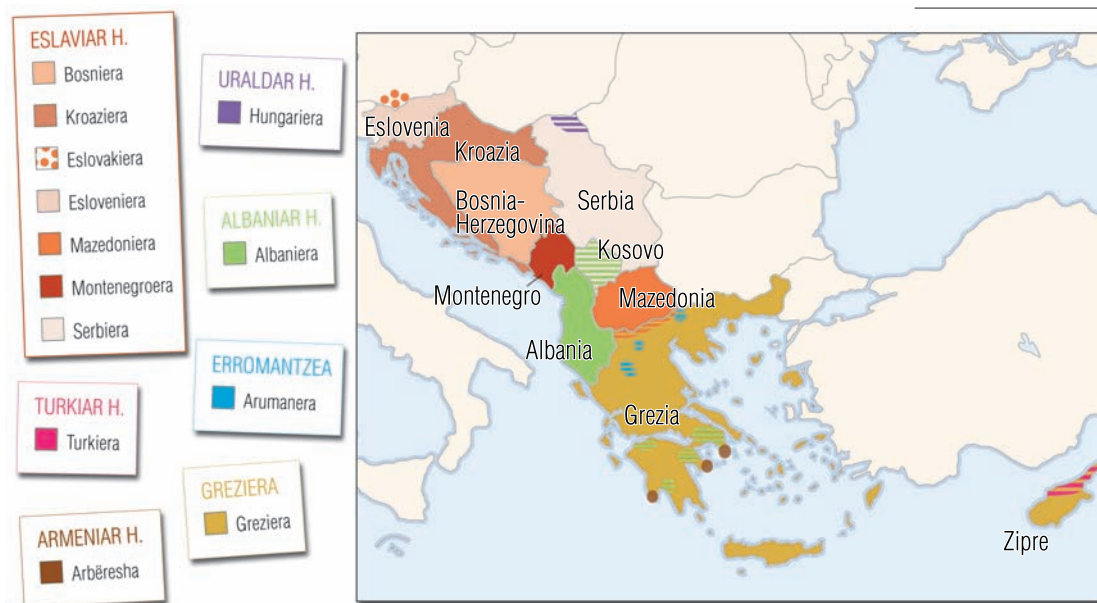 ESLAVIAR H.
Bosniera
Kroaziera
Eslovakiera
Esloveniera
Mazedoniera
Montenegroera
Serbiera
TURKIAR H.
Turkiera
ARMENIAR H.
Arbëresha
URALDAR H.
Hungariera
ALBANIAR H.
Albaniera
ERROMANTZEA
Arumanera
GREZIERA
Greziera
Eslovenia
Kroazia
Bosnia-
Herzegovina
Serbia
Kosovo
Montenegro
Mazedonia
Albania
Grezia
Zipre